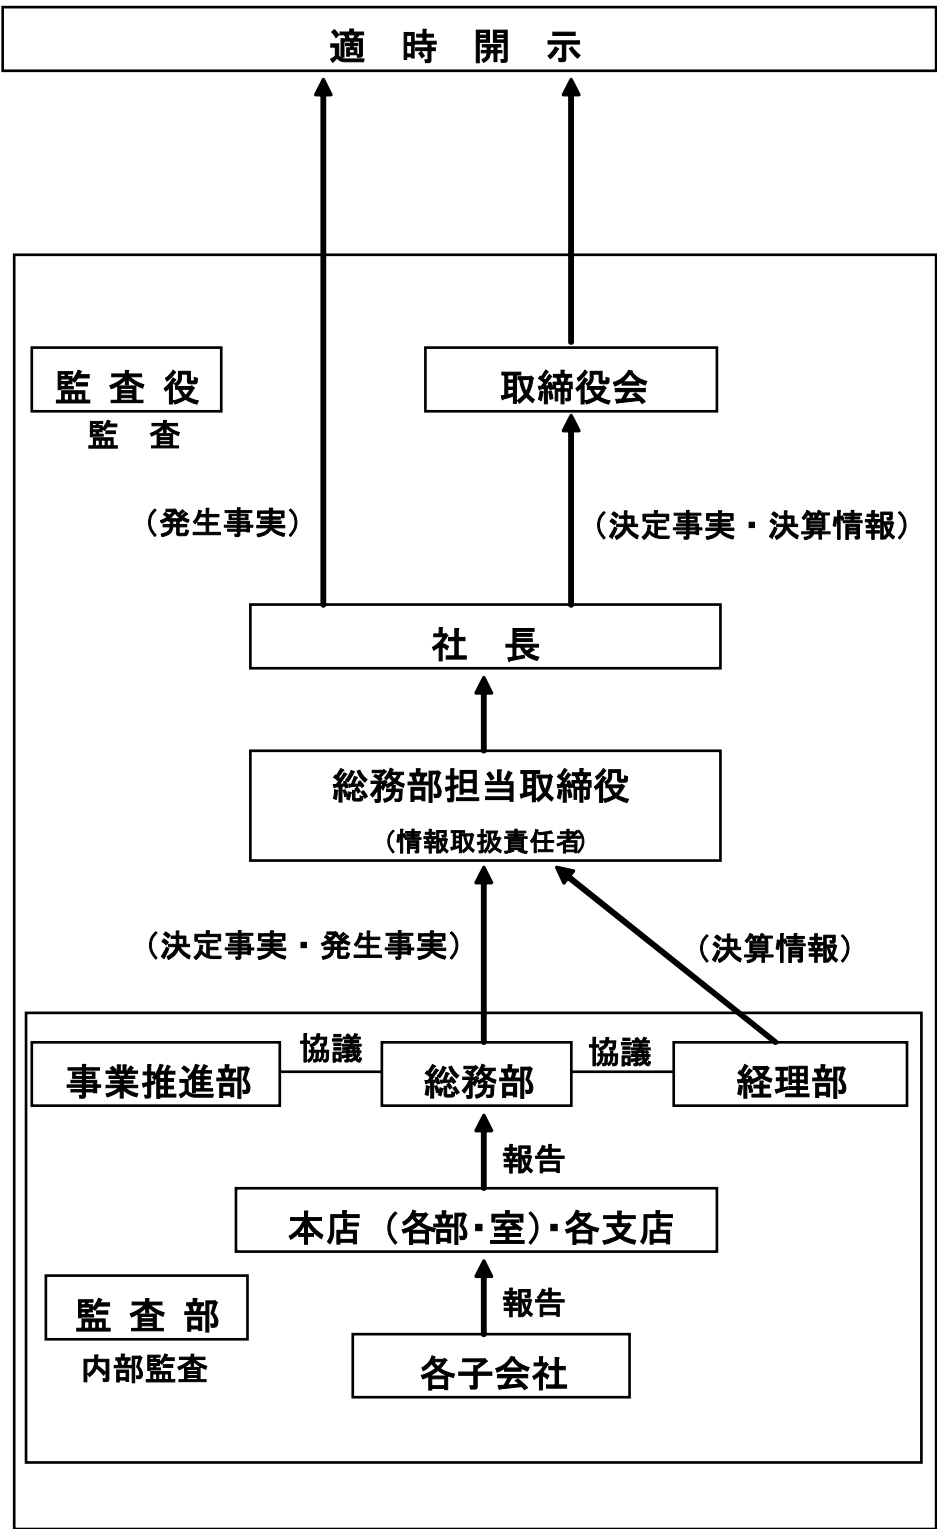 適 時 開 示
監 査 役
監 査
取締役会
（発生事実）
（決定事実・決算情報）
社 長
総務部担当取締役
（情報取扱責任者）
（決定事実・発生事実）
（決算情報）
事業推進部
協議
総務部
協議
経理部
報告
本店（各部・室）・各支店
報告
監 査 部
内部監査
各子会社